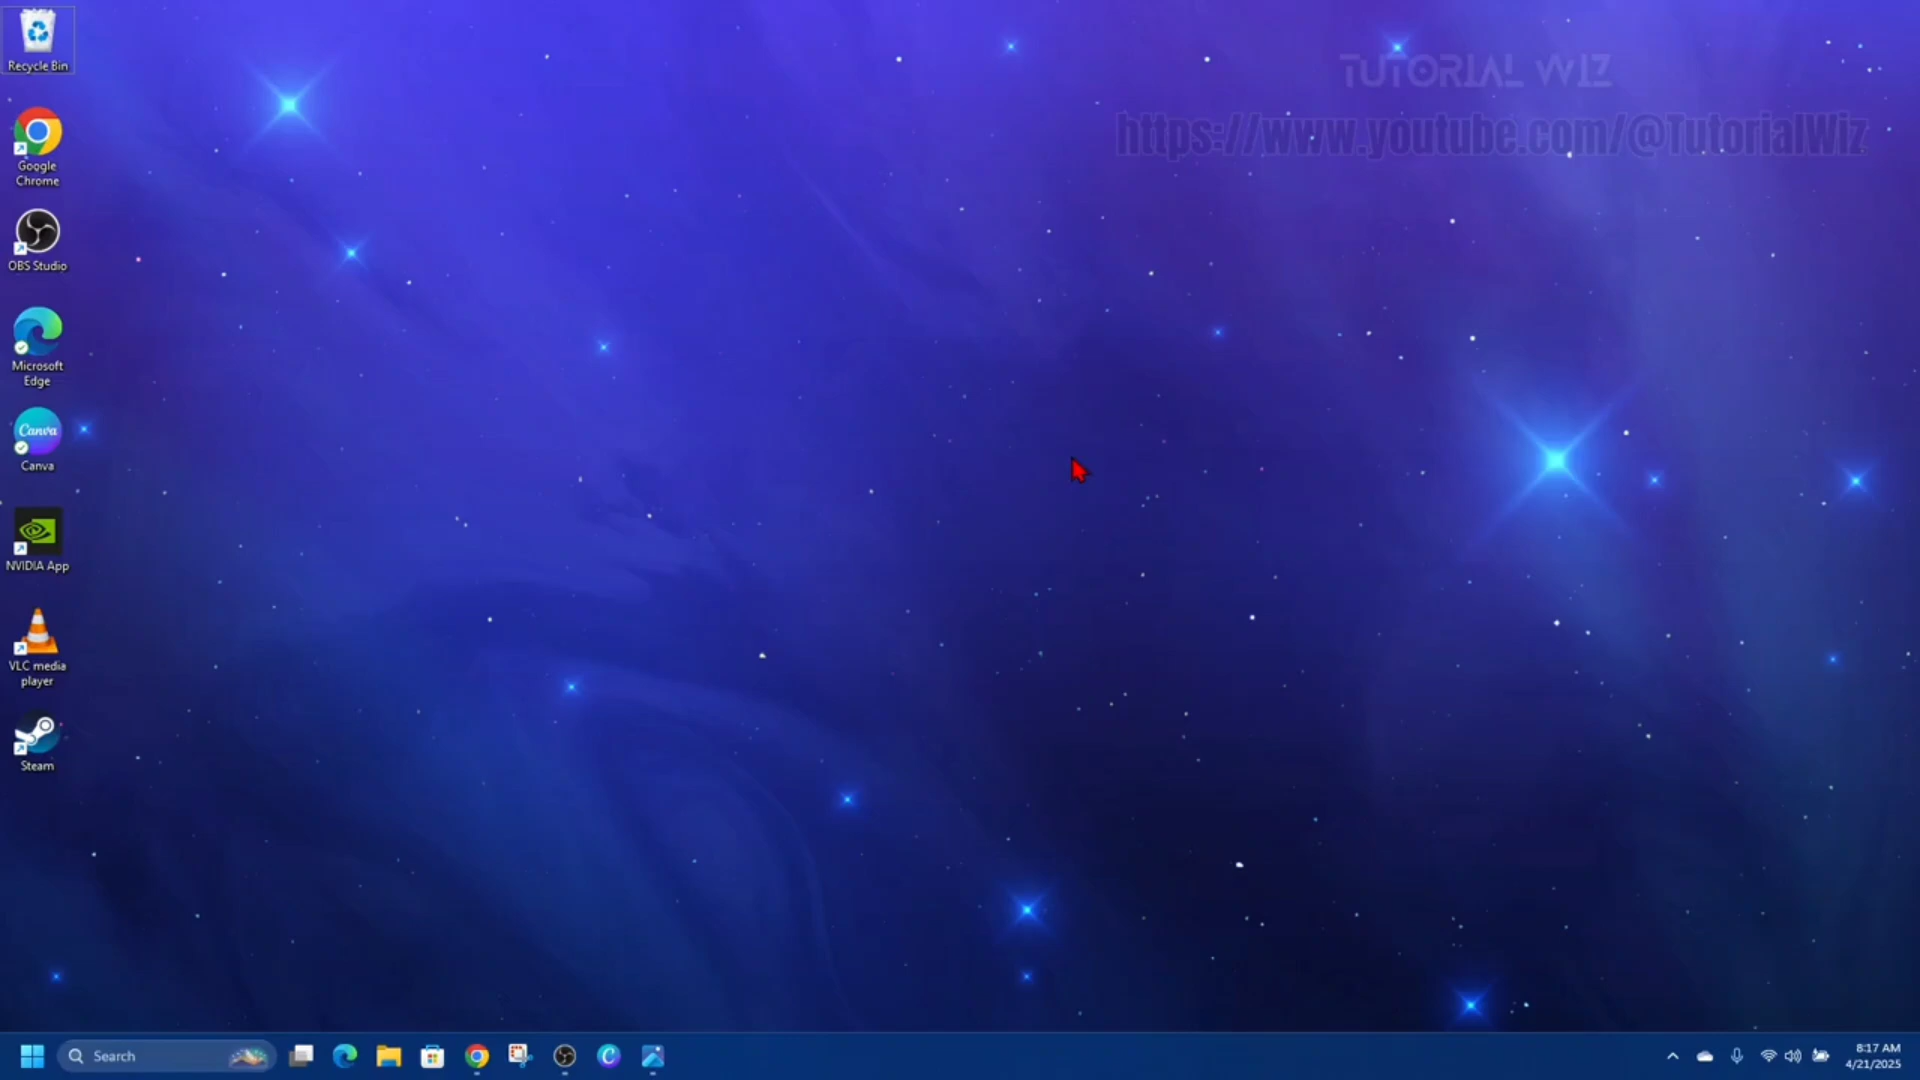 Recycle Bin
TUTORIAL WIZ
https://www.youtube.com/@TutorialWiz
Google
Chrome
OBS Studio
Microsoft
Edge
Canva
Canva
NVIDIA App
VLC media
player
Steam
Search
8:17 AM
4/21/2025